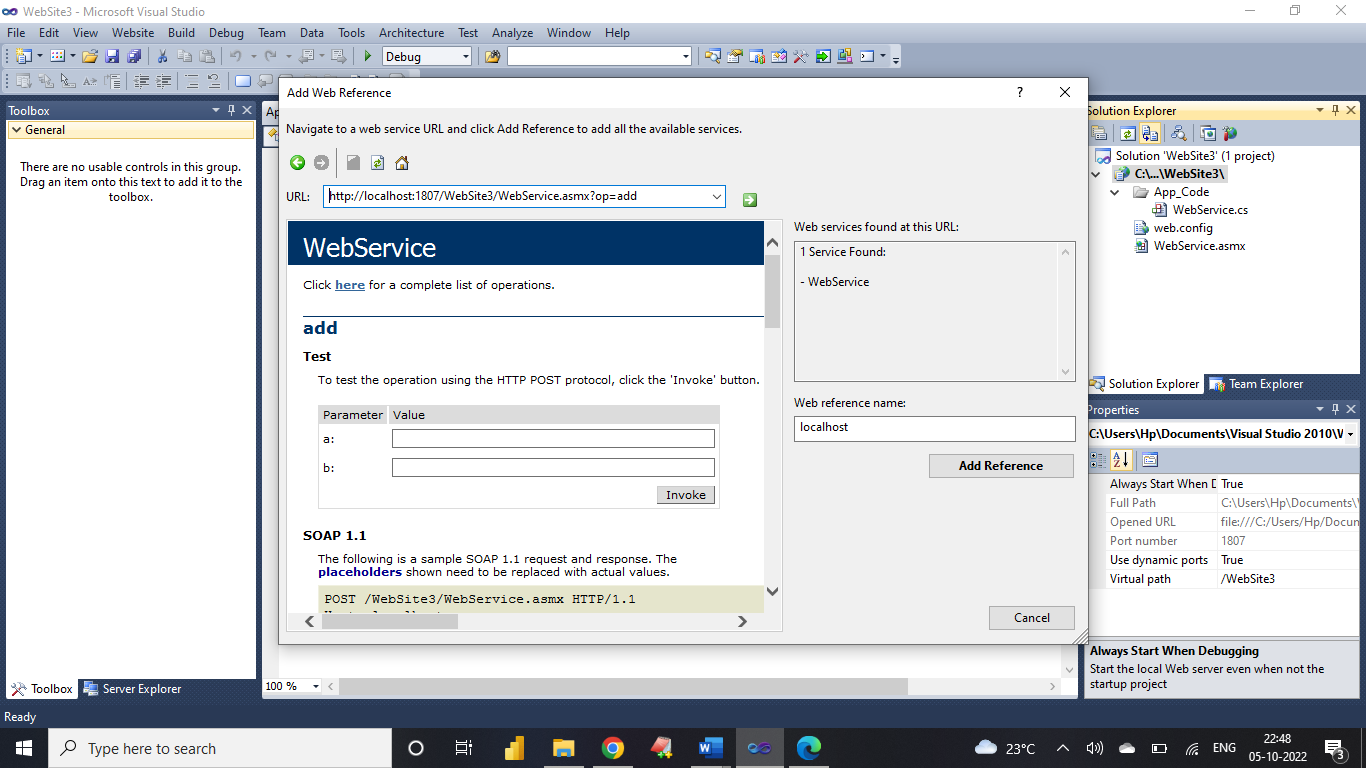 WebSite3 - Microsoft Visual Studio
File Edit View Website Build Debug Team Data Tools Architecture Test Analyze Window Help
Debug
Toolbox
General
There are no usable controls in this group.
Drag an item onto this text to add it to the
toolbox.
Toolbox Server Explorer
Add Web Reference
?
Navigate to a web service URL and click Add Reference to add all the available services.
URL: http://localhost:1807/WebSite3/WebService.asmx?op=add
WebService
Click here for a complete list of operations.
add
Test
To test the operation using the HTTP POST protocol, click the 'Invoke' button.
Parameter Value
a:
b:
Invoke
SOAP 1.1
The following is a sample SOAP 1.1 request and response. The
placeholders shown need to be replaced with actual values.
POST /WebSite3/WebService.asmx HTTP/1.1
Web services found at this URL:
1 Service Found:
- WebService
Web reference name:
localhost
Add Reference
Cancel
100 %
Solution Explorer
Solution 'WebSite3' (1 project)
C:\...\WebSite3\
App_Code
WebService.cs
web.config
WebService.asmx
Solution Explorer Team Explorer
Properties
C:\Users\Hp\Documents\Visual Studio 2010\
Always Start When D True
Full Path C:\Users\Hp\Documents\
Opened URL file:///C:/Users/Hp/Docun
Port number 1807
Use dynamic ports True
Virtual path /WebSite3
Always Start When Debugging
Start the local Web server even when not the
startup project
Ready
Type here to search
23°C
ENG
22:48
05-10-2022
3